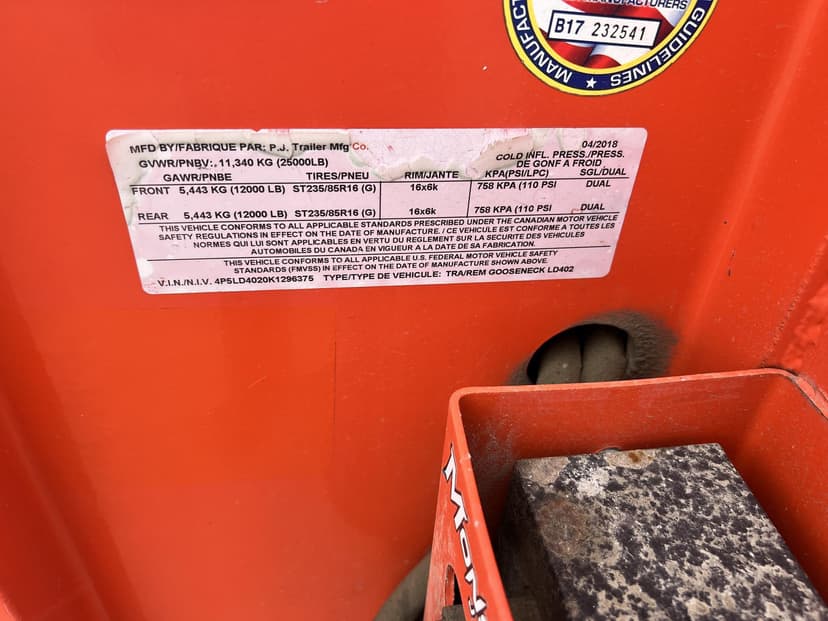 MANUFACTURERS
B17 232541
MANUFAC
GUIDELINES
MFD BY/FABRIQUE PAR: P.J. Trailer Mfg Co. 04/2018
GVWR/PNBV: 11,340 KG (25000LB) COLD INFL. PRESS./PRESS.
DE GONF A FROID
GAWR/PNBE TIRES/PNEU RIM/JANTE KPA(PSI/LPC) SGL/DUAL
FRONT 5,443 KG (12000 LB) ST235/85R16 (G) 16x6k 758 KPA (110 PSI DUAL
REAR 5,443 KG (12000 LB) ST235/85R16 (G) 16x6k 758 KPA (110 PSI DUAL
THIS VEHICLE CONFORMS TO ALL APPLICABLE STANDARDS PRESCRIBED UNDER THE CANADIAN MOTOR VEHICLE
SAFETY REGULATIONS IN EFFECT ON THE DATE OF MANUFACTURE. / CE VEHICULE EST CONFORME A TOUTES LES
NORMES QUI LUI SONT APPLICABLES EN VERTU DU REGLEMENT SUR LA SECURITE DES VEHICULES
AUTOMOBILES DU CANADA EN VIGUEUR A LA DATE DE SA FABRICATION.
THIS VEHICLE CONFORMS TO ALL APPLICABLE U.S. FEDERAL MOTOR VEHICLE SAFETY
STANDARDS (FMVSS) IN EFFECT ON THE DATE OF MANUFACTURE SHOWN ABOVE.
V.I.N./N.I.V. 4P5LD4020K1296375 TYPE/TYPE DE VEHICULE: TRA/REM GOOSENECK LD402
Mon